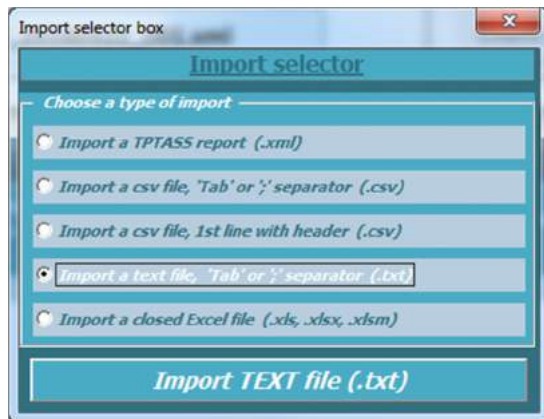 Import selector box
Import selector
Choose a type of import
Import a TPTASS report (.xml)
Import a csv file, 'Tab' or ';' separator (.csv)
Import a csv file, 1st line with header (.csv)
Import a text file, 'Tab' or ';' separator (.txt)
Import a closed Excel file (.xls, .xlsx, .xlsm)
Import TEXT file (.txt)